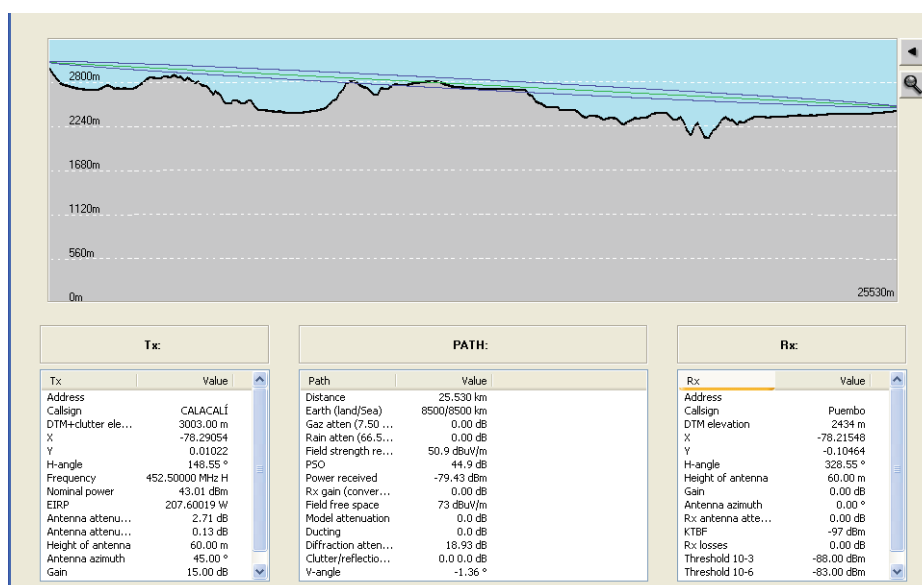 2800m
2240m
1680m
1120m
560m
0m 25530m
Tx: PATH: Rx:
Tx Value
Address
Callsign CALACALÍ
DTM+clutter ele... 3003.00 m
X -78.29054
Y 0.01022
H-angle 148.55 °
Frequency 452.50000 MHz H
Nominal power 43.01 dBm
EIRP 207.60019 W
Antenna attenu... 2.71 dB
Antenna attenu... 0.13 dB
Height of antenna 60.00 m
Antenna azimuth 45.00 °
Gain 15.00 dB
Path Value
Distance 25.530 km
Earth (land/Sea) 8500/8500 km
Gaz atten (7.50 ... 0.00 dB
Rain atten (66.5... 0.00 dB
Field strength re... 50.9 dBuV/m
PSO 44.9 dB
Power received -79.43 dBm
Rx gain (conver... 0.00 dB
Field free space 73 dBuV/m
Model attenuation 0.0 dB
Ducting 0.0 dB
Diffraction atten... 18.93 dB
Clutter/reflectio... 0.0 0.0 dB
V-angle -1.36 °
Rx Value
Address
Callsign Puembo
DTM elevation 2434 m
X -78.21548
Y -0.10464
H-angle 328.55 °
Height of antenna 60.00 m
Gain 0.00 dB
Antenna azimuth 0.00 °
Rx antenna atte... 0.00 dB
KTBF -97 dBm
Rx losses 0.00 dB
Threshold 10-3 -88.00 dBm
Threshold 10-6 -83.00 dBm